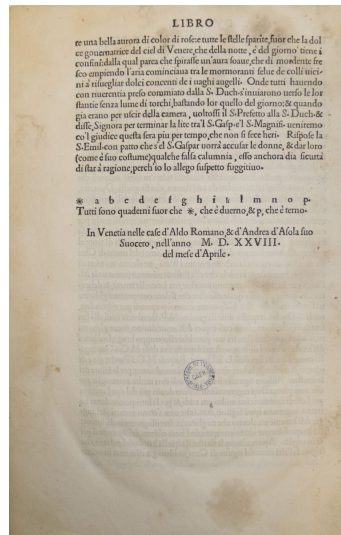 LIBRO
te una bella aurora di color di rose: tutte le stelle sparite, fuor che la dol
ce gouernatrice del ciel di Venere, che della notte, é del giorno tiene i
confini: dalla qual parea che spirasse un'aura soaue, che di mordente fre
sco empiendo l'aria cominciaua tra le mormoranti selue de colli uici-
ni à risuegliar dolci concenti de i uaghi augelli. Onde tutti hauendo
con riuerentia preso commiato dalla S. Duch. s'inuiarono uerso le lor
stantie senza lume di torchi, bastando lor quello del giorno; & quando
gia erano per uscir della camera, uoltossi il S. Prefetto alla S. Duch. &
disse, Signora per terminar la lite tra'l S. Gasp. e'l S. Magnifi. uerremo
co'l giudice questa sera piu per tempo, che non si fece heri. Rispose la
S. Emil. con patto che s'el S. Gaspar uorrà accusar le donne, & dar loro
(come è suo costume) qualche falsa calumnia, esso anchora dia sicurtà
di star à ragione, perch'io lo allego suspetto fuggitiuo.
* a b c d e f g h i k l m n o p.
Tutti sono quaderni fuor che *, che è duerno, & p, che è terno.
In Venetia nelle case d'Aldo Romano, & d'Andrea d'Asola suo
Suocero, nell'anno M. D. XXVIII.
del mese d'Aprile.